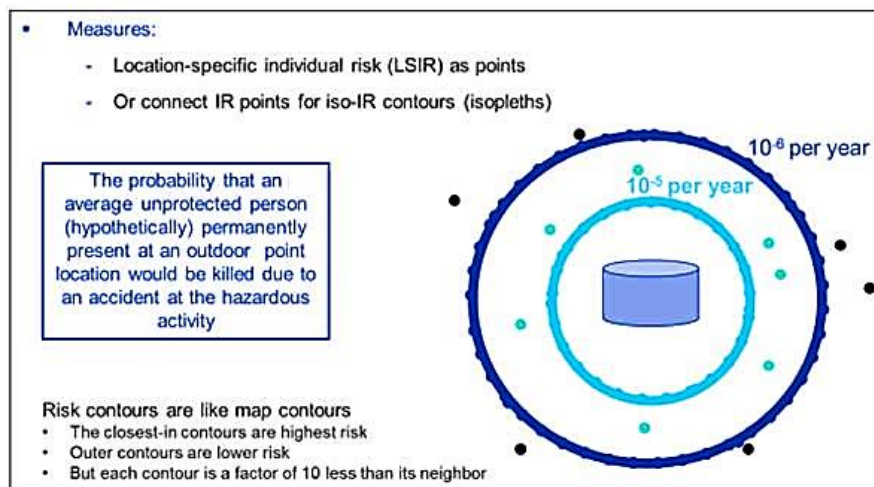 ▪ Measures:
- Location-specific individual risk (LSIR) as points
- Or connect IR points for iso-IR contours (isopleths)
The probability that an
average unprotected person
(hypothetically) permanently
present at an outdoor point
location would be killed due to
an accident at the hazardous
activity
10⁻⁶ per year
10⁻⁵ per year
Risk contours are like map contours
• The closest-in contours are highest risk
• Outer contours are lower risk
• But each contour is a factor of 10 less than its neighbor